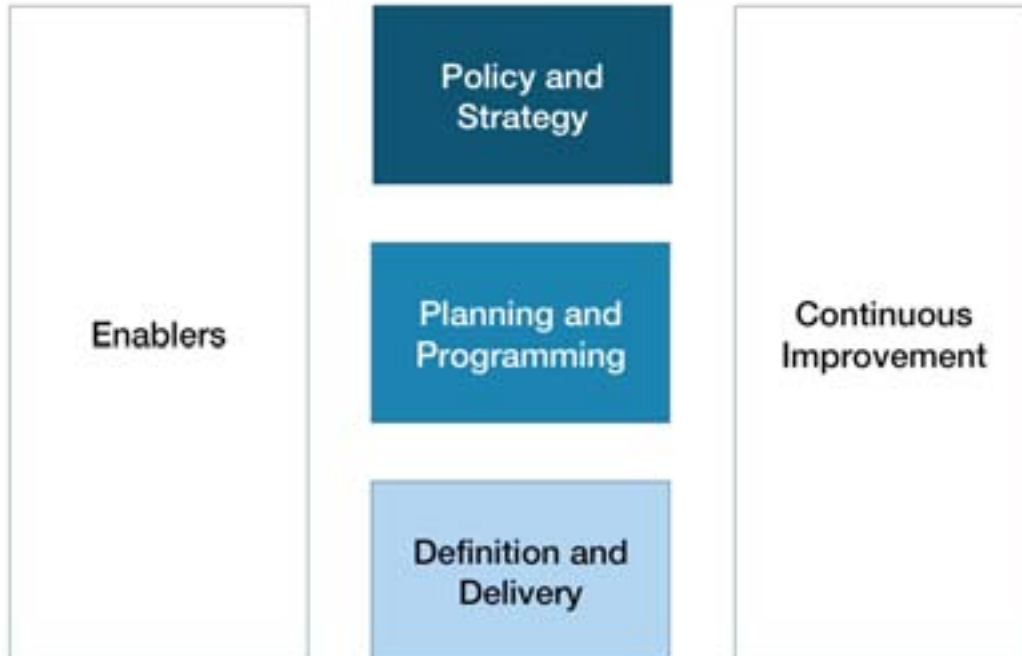 Enablers
Policy and
Strategy
Planning and
Programming
Definition and
Delivery
Continuous
Improvement